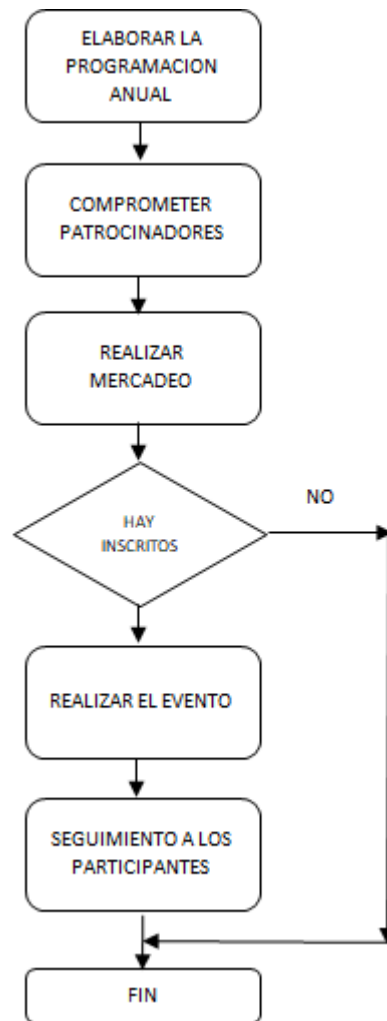 ELABORAR LA
PROGRAMACION
ANUAL
COMPROMETER
PATROCINADORES
REALIZAR
MERCADEO
HAY
INSCRITOS
NO
REALIZAR EL EVENTO
SEGUIMIENTO A LOS
PARTICIPANTES
FIN